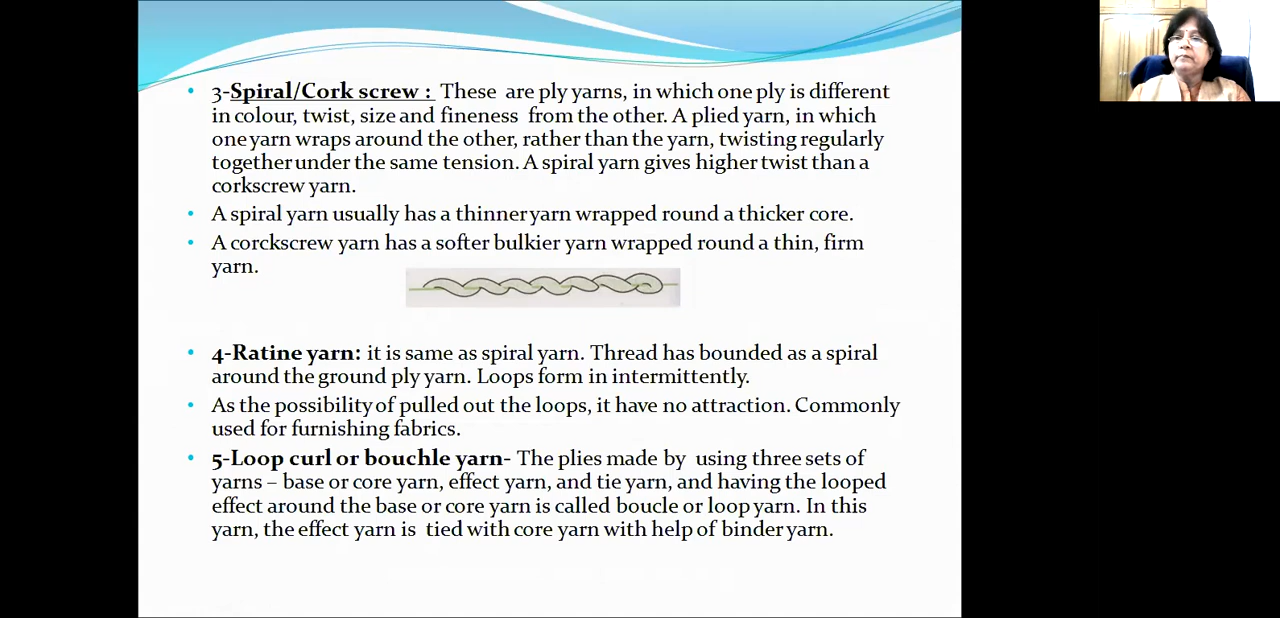 3-Spiral/Cork screw : These are ply yarns, in which one ply is different
in colour, twist, size and fineness from the other. A plied yarn, in which
one yarn wraps around the other, rather than the yarn, twisting regularly
together under the same tension. A spiral yarn gives higher twist than a
corkscrew yarn.
A spiral yarn usually has a thinner yarn wrapped round a thicker core.
A corckscrew yarn has a softer bulkier yarn wrapped round a thin, firm
yarn.
4-Ratine yarn: it is same as spiral yarn. Thread has bounded as a spiral
around the ground ply yarn. Loops form in intermittently.
As the possibility of pulled out the loops, it have no attraction. Commonly
used for furnishing fabrics.
5-Loop curl or bouchle yarn- The plies made by using three sets of
yarns – base or core yarn, effect yarn, and tie yarn, and having the looped
effect around the base or core yarn is called boucle or loop yarn. In this
yarn, the effect yarn is tied with core yarn with help of binder yarn.